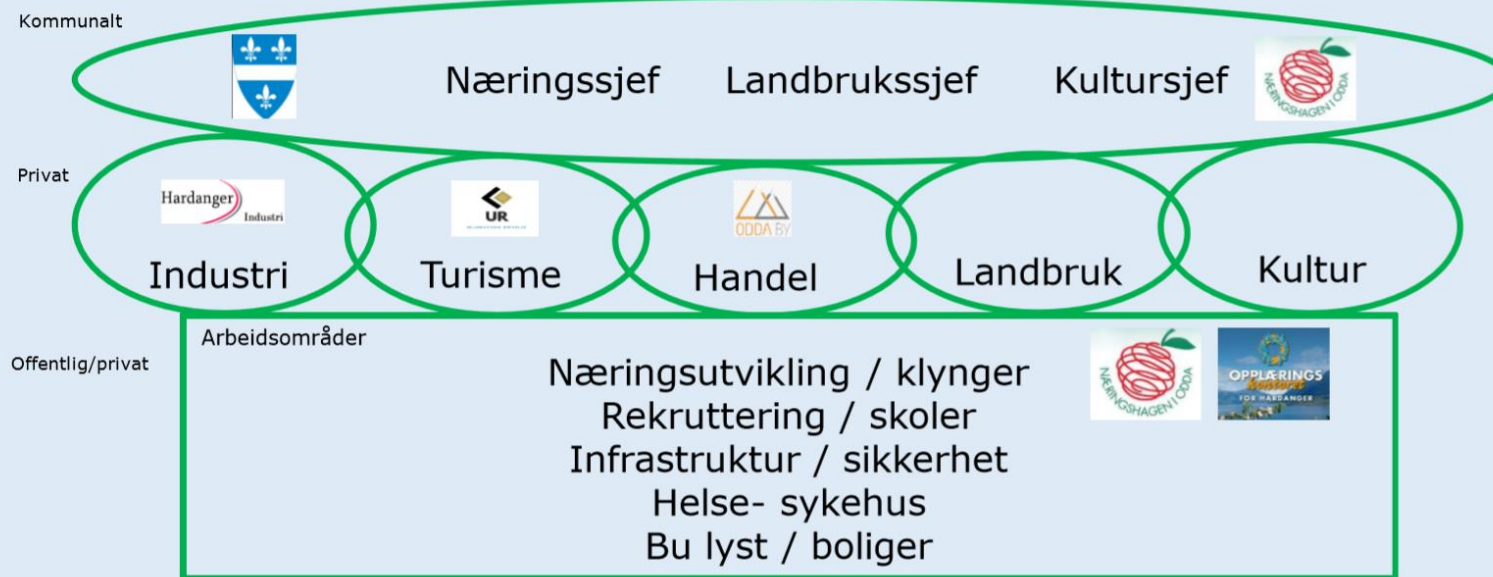 Kommunalt
Næringssjef Landbrukssjef Kultursjef
NÆRINGSHAGEN I ODDA
Privat
Hardanger
Industri
UR
ODDA BY
Industri Turisme Handel Landbruk Kultur
Arbeidsområder
Offentlig/privat
Næringsutvikling / klynger
Rekruttering / skoler
Infrastruktur / sikkerhet
Helse- sykehus
Bu lyst / boliger
NÆRINGSHAGEN I ODDA
OPPLÆRINGS
kontoret
FOR HARDANGER